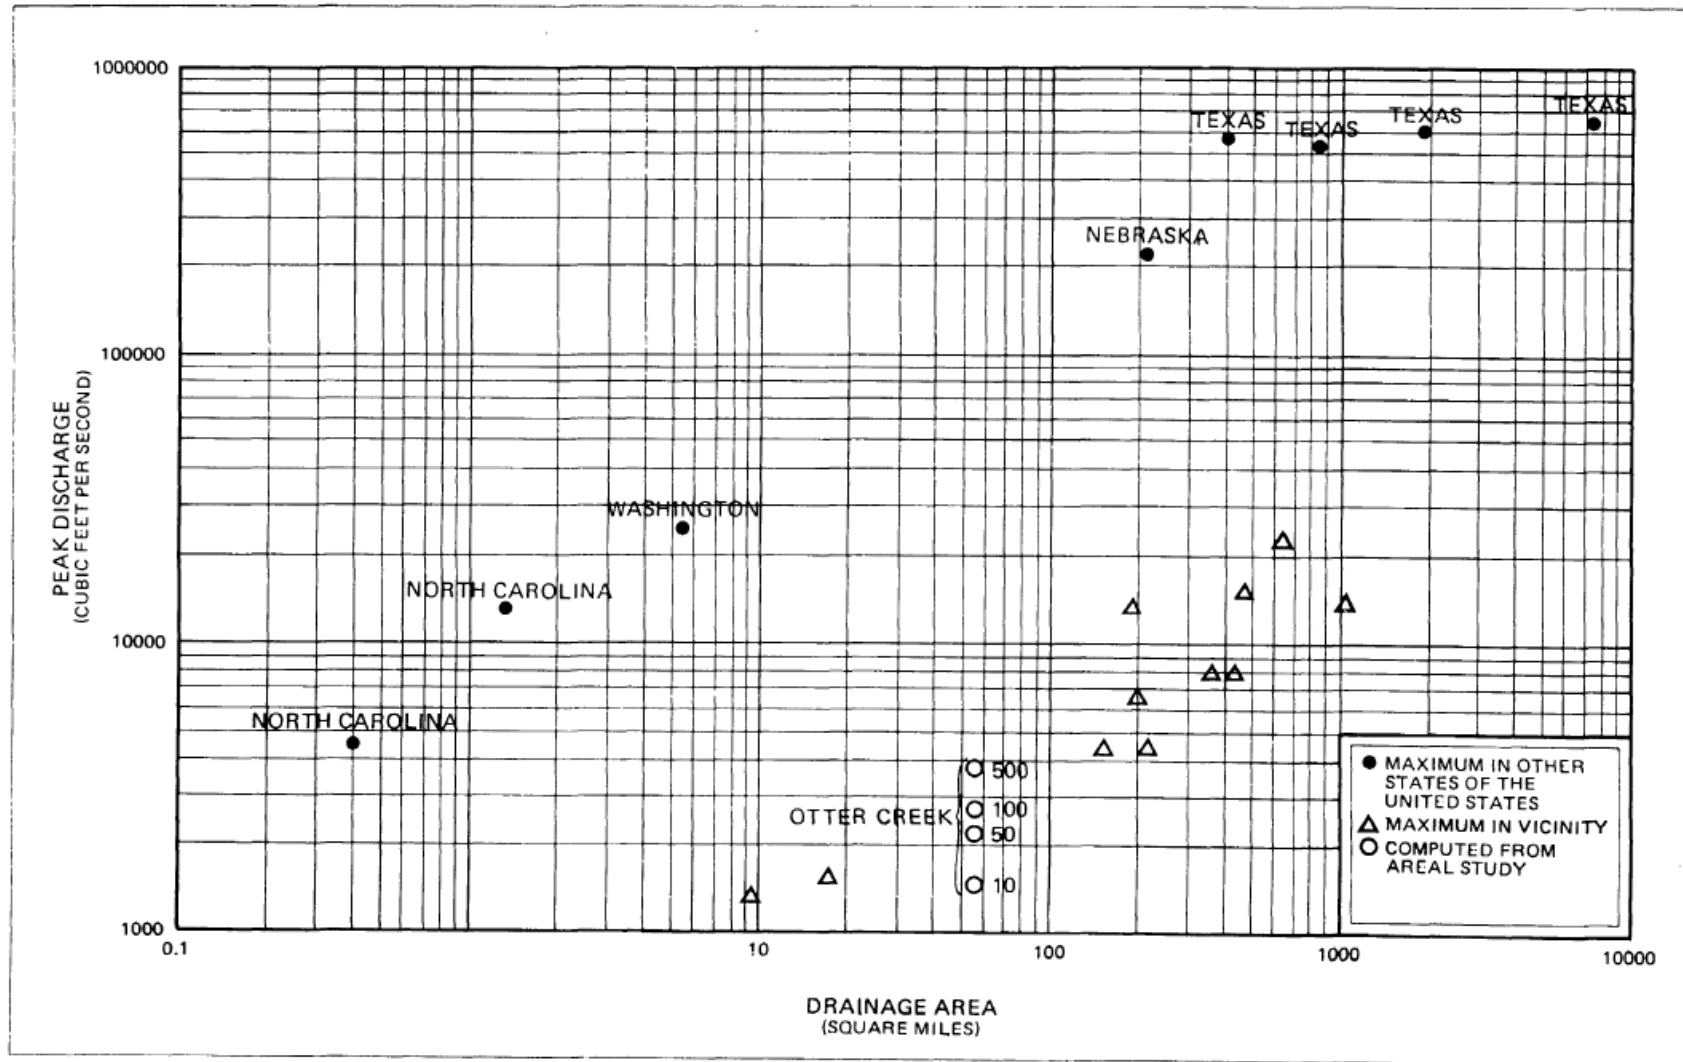 1000000
TEXAS
TEXAS
TEXAS
TEXAS
NEBRASKA
100000
PEAK DISCHARGE
(CUBIC FEET PER SECOND)
WASHINGTON
NORTH CAROLINA
10000
NORTH CAROLINA
OTTER CREEK
500
100
50
10
MAXIMUM IN OTHER
STATES OF THE
UNITED STATES
MAXIMUM IN VICINITY
COMPUTED FROM
AREAL STUDY
1000
0.1
10
100
1000
10000
DRAINAGE AREA
(SQUARE MILES)